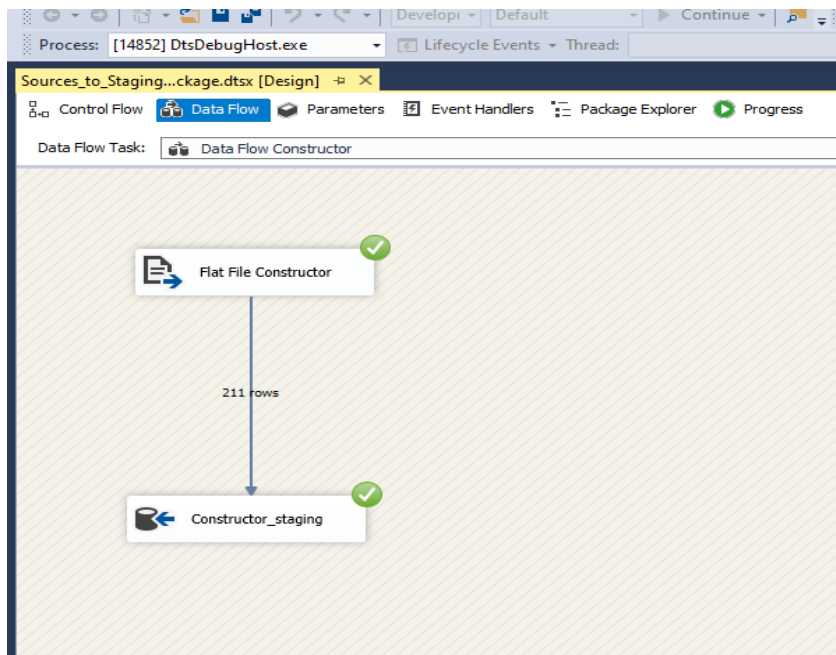 Developı Default Continue
Process: [14852] DtsDebugHost.exe Lifecycle Events Thread:
Sources_to_Staging...ckage.dtsx [Design]
Control Flow Data Flow Parameters Event Handlers Package Explorer Progress
Data Flow Task: Data Flow Constructor
Flat File Constructor
211 rows
Constructor_staging